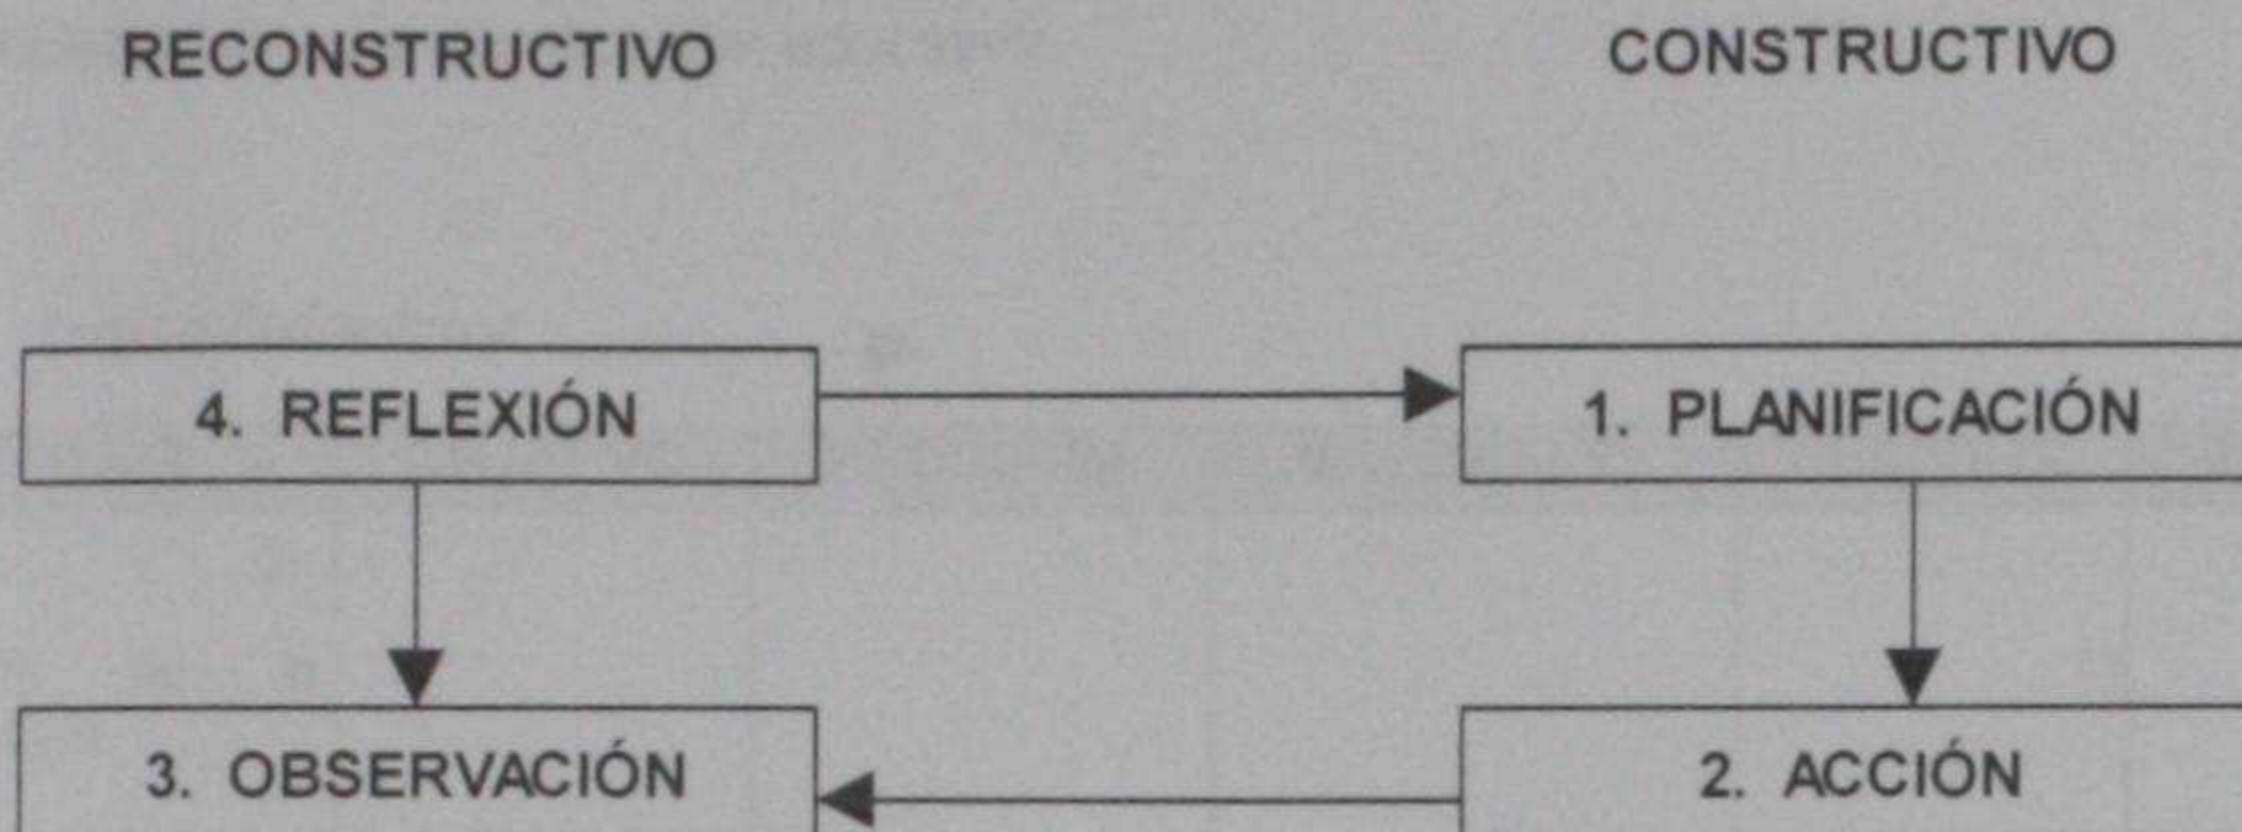 RECONSTRUCTIVO
CONSTRUCTIVO
4. REFLEXIÓN
1. PLANIFICACIÓN
3. OBSERVACIÓN
2. ACCIÓN